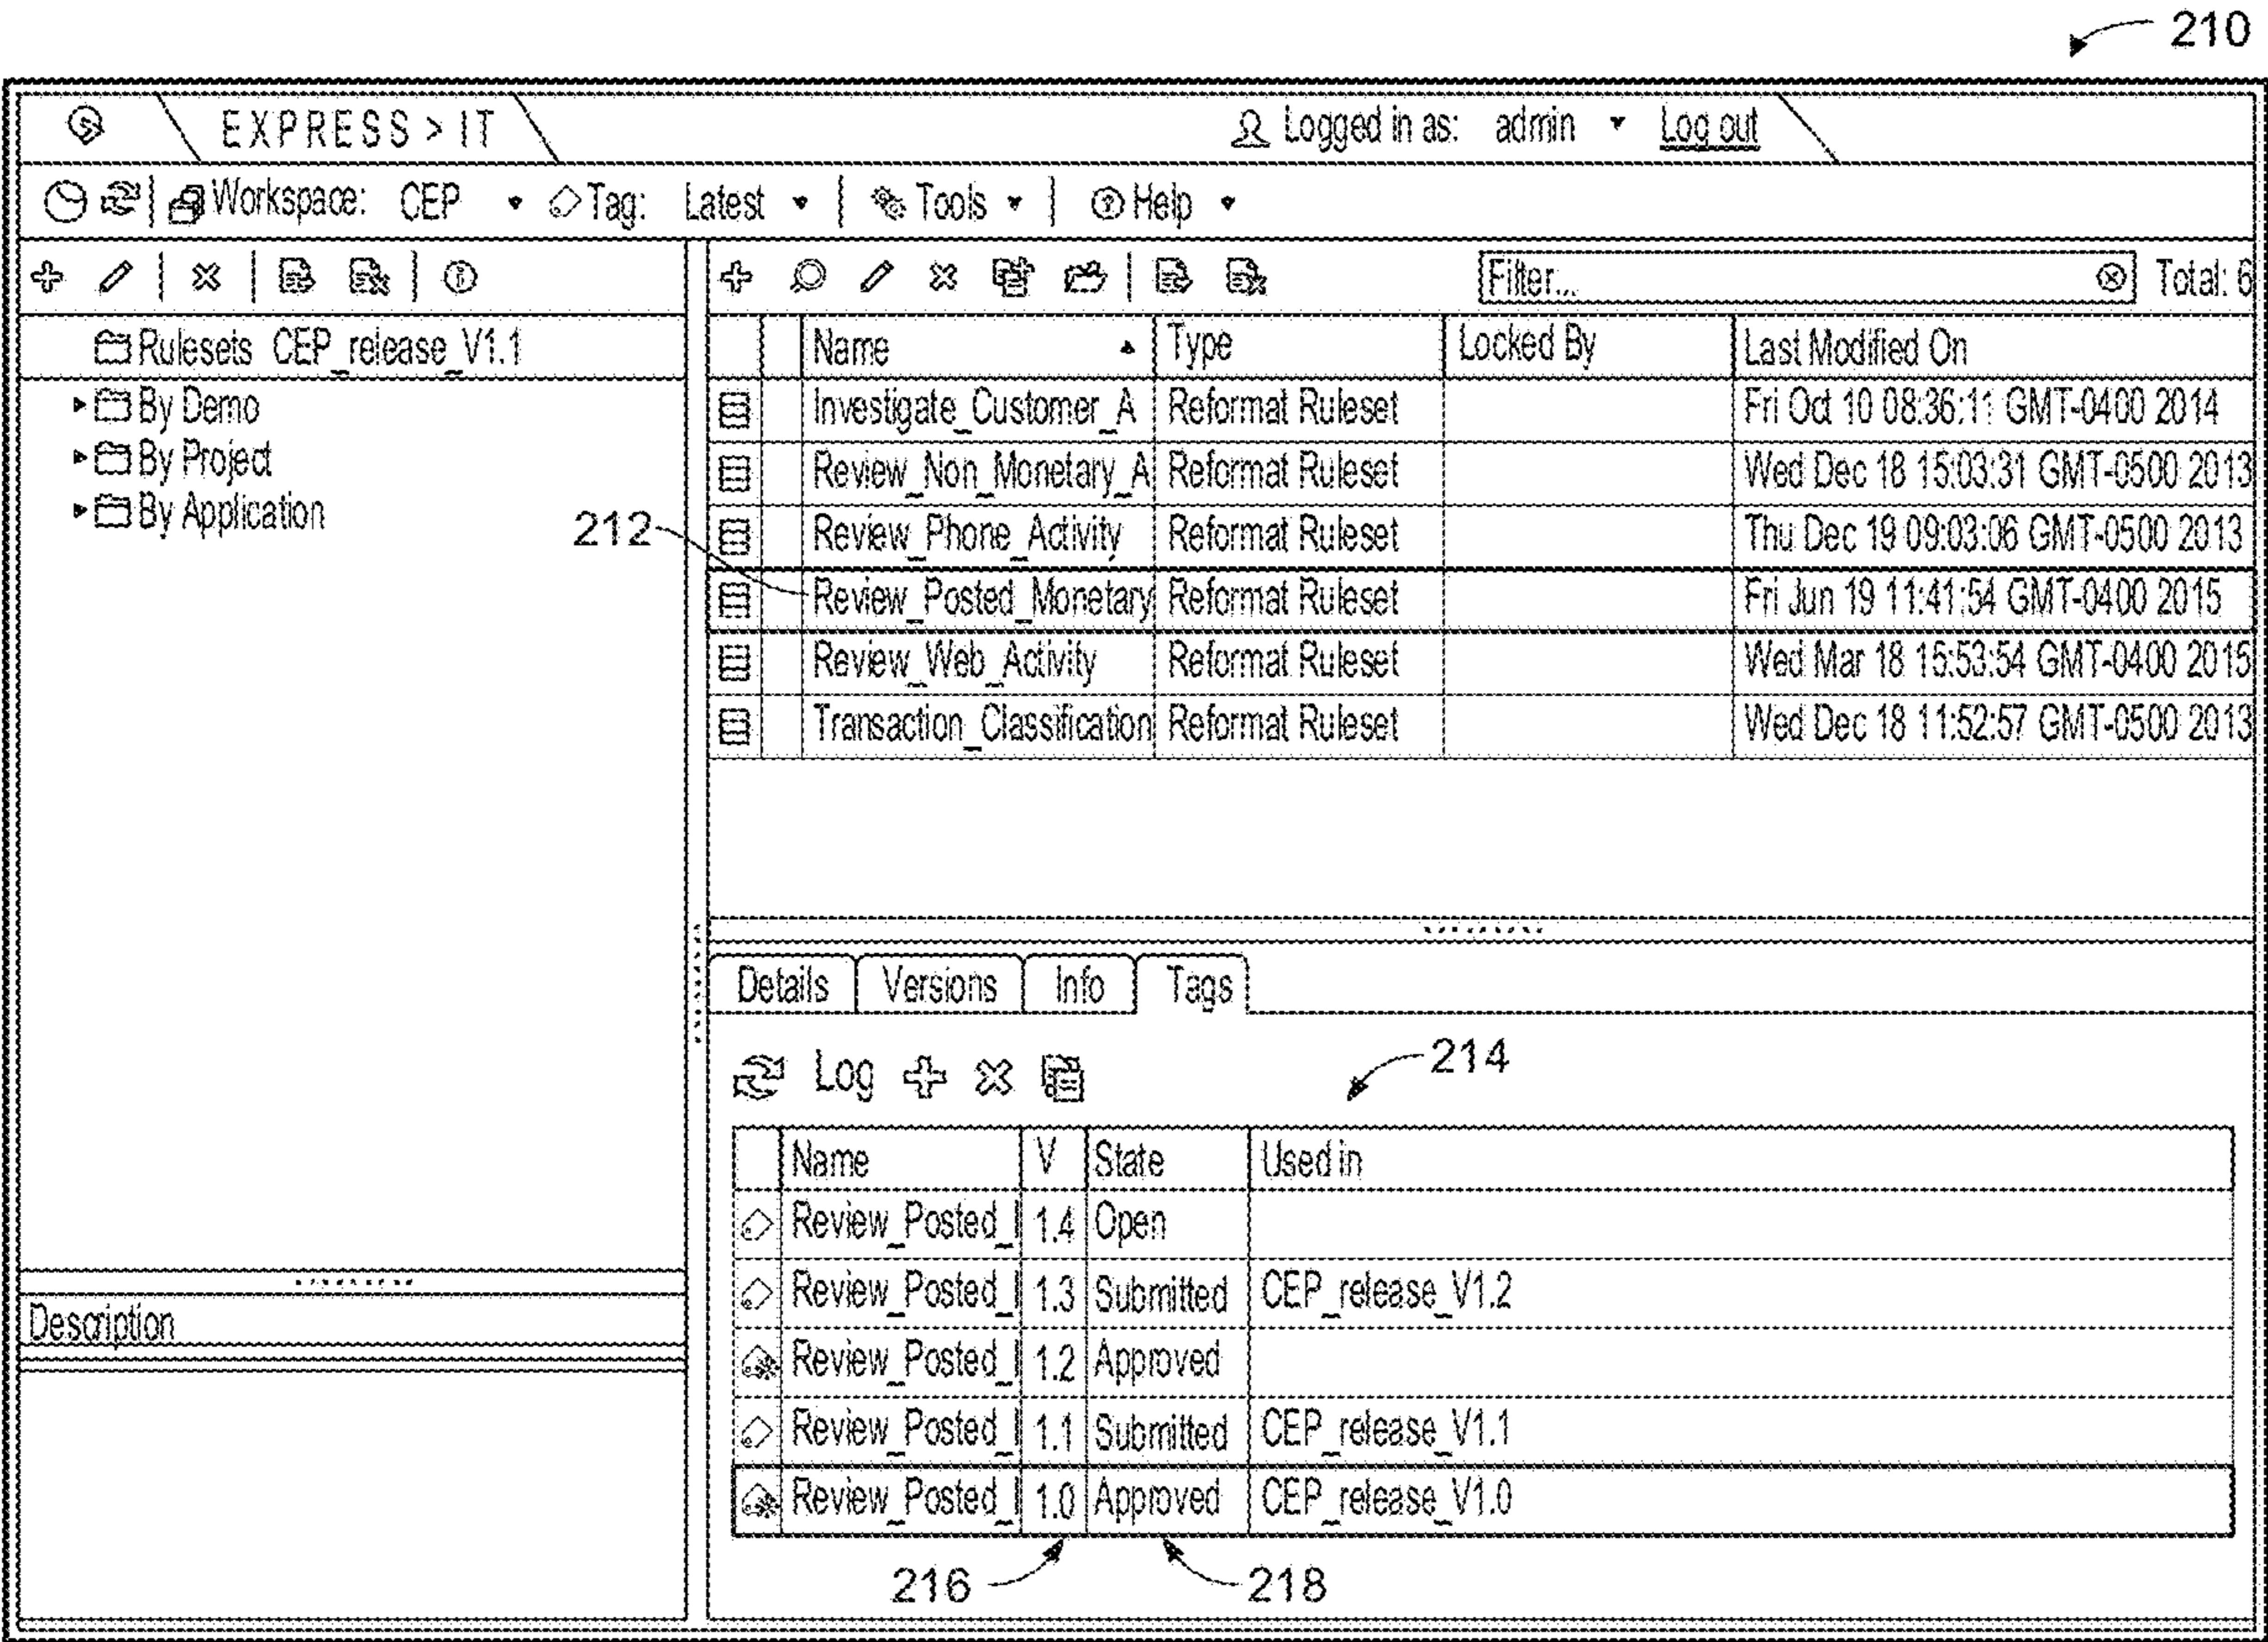 210
EXPRESS > IT Logged in as: admin Log out
Workspace: CEP Tag: Latest Tools Help
Filter... Total: 6
Rulesets CEP_release_V1.1
By Demo
By Project
By Application
Name Type Locked By Last Modified On
Investigate_Customer_A Reformat Ruleset Fri Oct 10 08:36:11 GMT-0400 2014
Review_Non_Monetary_A Reformat Ruleset Wed Dec 18 15:03:31 GMT-0500 2013
Review_Phone_Activity Reformat Ruleset Thu Dec 19 09:03:06 GMT-0500 2013
212
Review_Posted_Monetary Reformat Ruleset Fri Jun 19 11:41:54 GMT-0400 2015
Review_Web_Activity Reformat Ruleset Wed Mar 18 15:53:54 GMT-0400 2015
Transaction_Classification Reformat Ruleset Wed Dec 18 11:52:57 GMT-0500 2013
Details Versions Info Tags
Log
214
Name V State Used in
Review_Posted_ 1.4 Open
Review_Posted_ 1.3 Submitted CEP_release_V1.2
Review_Posted_ 1.2 Approved
Review_Posted_ 1.1 Submitted CEP_release_V1.1
Review_Posted_ 1.0 Approved CEP_release_V1.0
216 218
Description